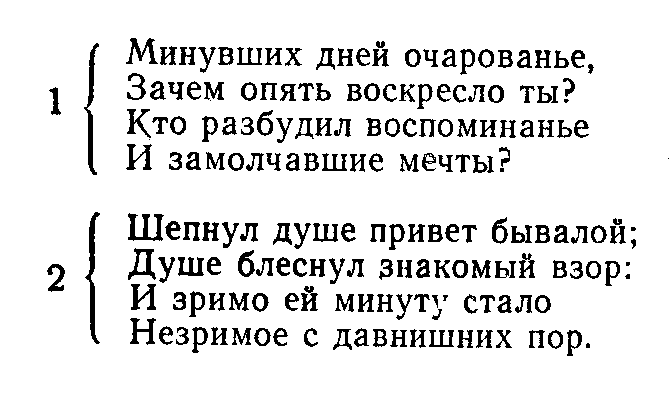 1
Минувших дней очарованье,
Зачем опять воскресло ты?
Кто разбудил воспоминанье
И замолчавшие мечты?
2
Шепнул душе привет бывалой;
Душе блеснул знакомый взор:
И зримо ей минуту стало
Незримое с давнишних пор.